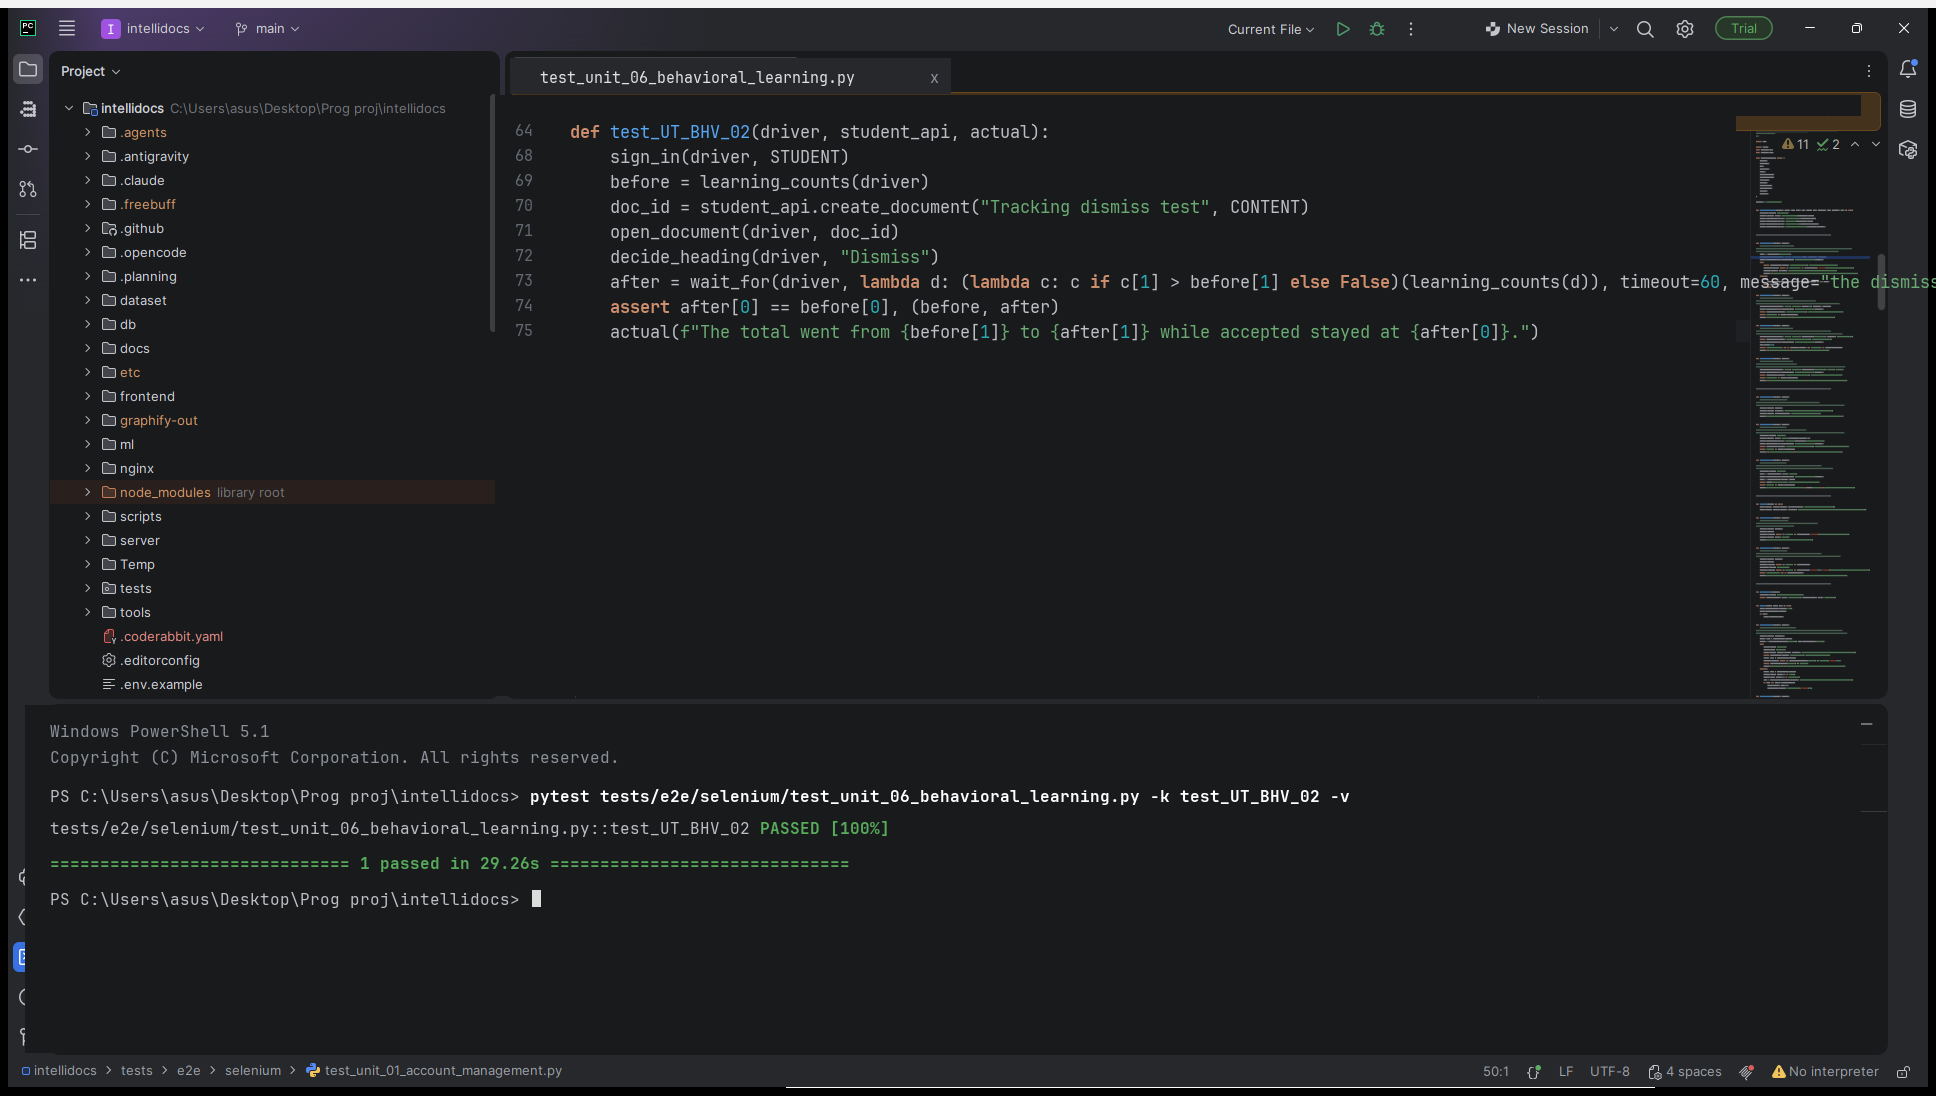 PC I intellidocs main Current File New Session Trial
Project
test_unit_06_behavioral_learning.py x
intellidocs C:\Users\asus\Desktop\Prog proj\intellidocs
.agents
.antigravity
.claude
.freebuff
.github
.opencode
.planning
dataset
db
docs
etc
frontend
graphify-out
ml
nginx
node_modules library root
scripts
server
Temp
tests
tools
.coderabbit.yaml
.editorconfig
.env.example
64 def test_UT_BHV_02(driver, student_api, actual):
68 sign_in(driver, STUDENT)
69 before = learning_counts(driver)
70 doc_id = student_api.create_document("Tracking dismiss test", CONTENT)
71 open_document(driver, doc_id)
72 decide_heading(driver, "Dismiss")
73 after = wait_for(driver, lambda d: (lambda c: c if c[1] > before[1] else False)(learning_counts(d)), timeout=60, message="the dismiss
74 assert after[0] == before[0], (before, after)
75 actual(f"The total went from {before[1]} to {after[1]} while accepted stayed at {after[0]}.")
11 2
Windows PowerShell 5.1
Copyright (C) Microsoft Corporation. All rights reserved.
PS C:\Users\asus\Desktop\Prog proj\intellidocs> pytest tests/e2e/selenium/test_unit_06_behavioral_learning.py -k test_UT_BHV_02 -v
tests/e2e/selenium/test_unit_06_behavioral_learning.py::test_UT_BHV_02 PASSED [100%]
============================== 1 passed in 29.26s ==============================
PS C:\Users\asus\Desktop\Prog proj\intellidocs>
intellidocs > tests > e2e > selenium > test_unit_01_account_management.py
50:1 LF UTF-8 4 spaces No interpreter